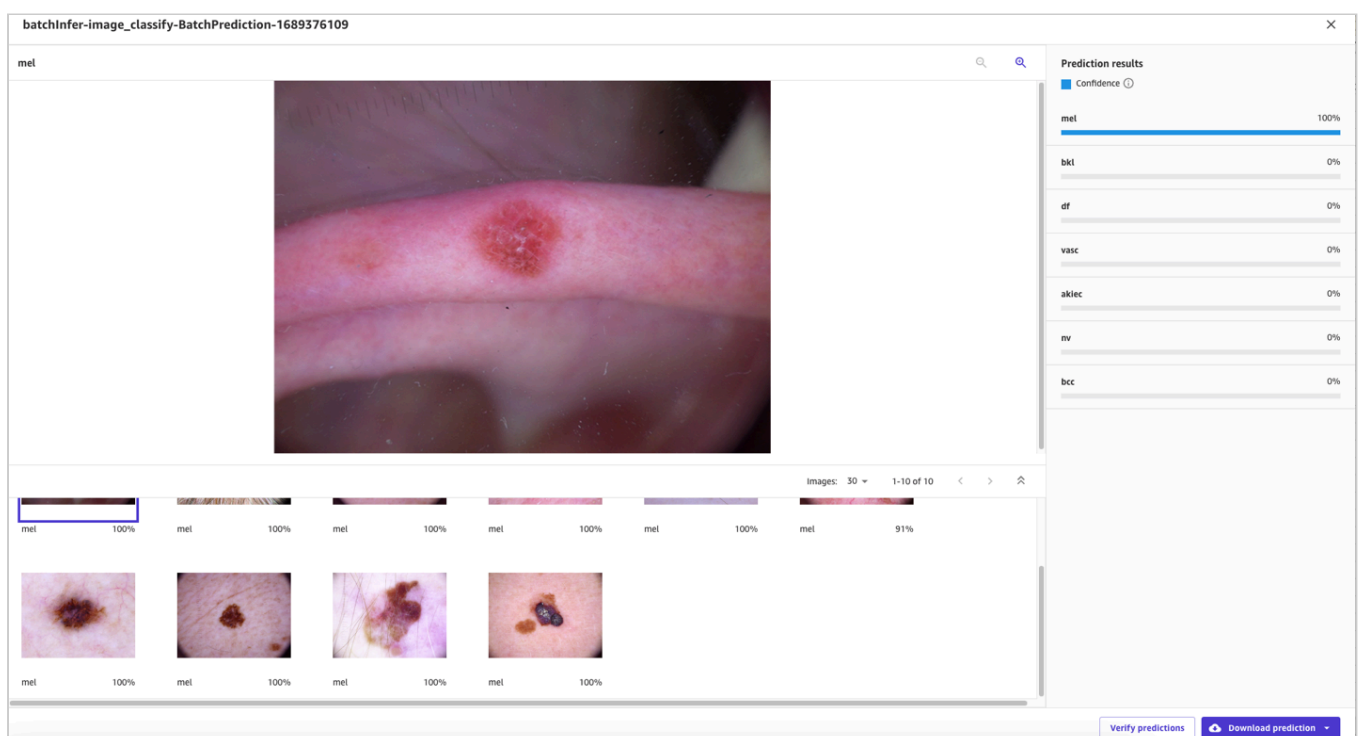 batchInfer-image_classify-BatchPrediction-1689376109
mel
Prediction results
Confidence
mel 100%
bkl 0%
df 0%
vasc 0%
akiec 0%
nv 0%
bcc 0%
Images: 30 1-10 of 10
mel 100% mel 100% mel 100% mel 100% mel 100% mel 91%
mel 100% mel 100% mel 100% mel 100%
Verify predictions Download prediction